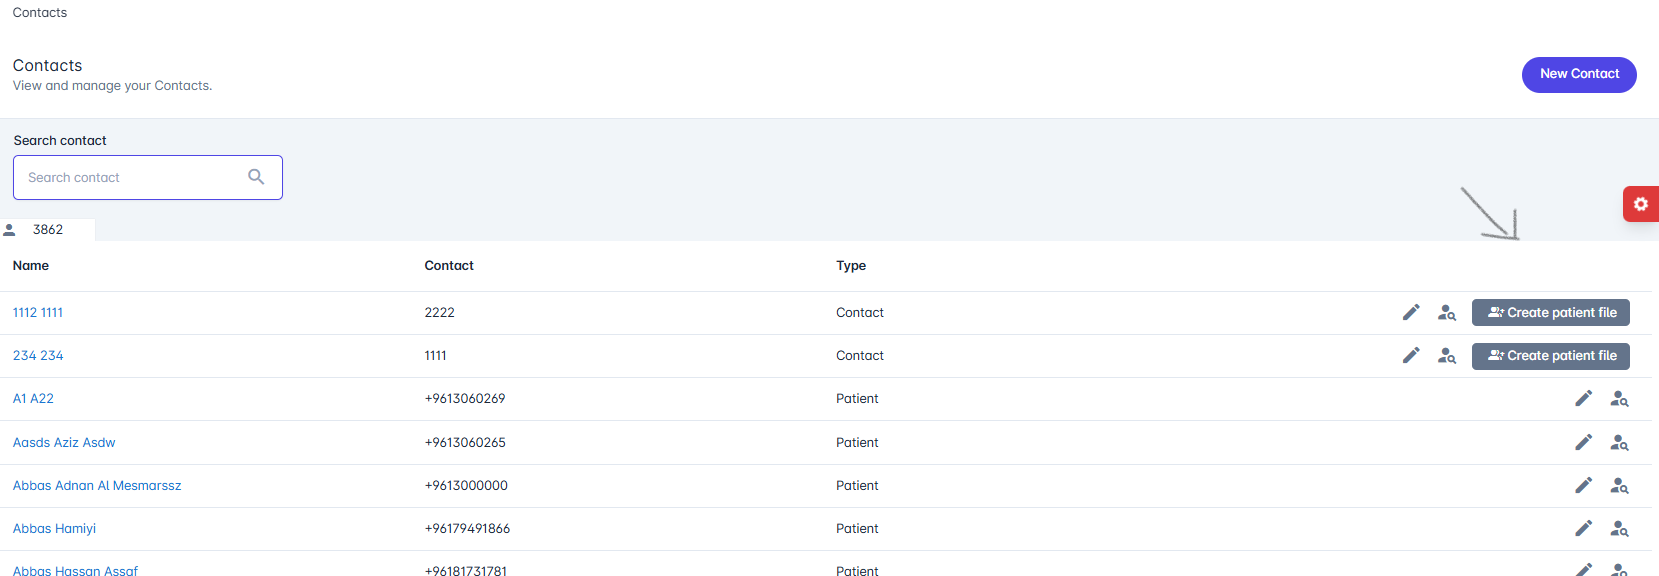 Contacts
Contacts
View and manage your Contacts.
New Contact
Search contact
Search contact
3862
Name Contact Type
1112 1111 2222 Contact Create patient file
234 234 1111 Contact Create patient file
A1 A22 +9613060269 Patient
Aasds Aziz Asdw +9613060265 Patient
Abbas Adnan Al Mesmarssz +9613000000 Patient
Abbas Hamiyi +96179491866 Patient
Abbas Hassan Assaf +96181731781 Patient